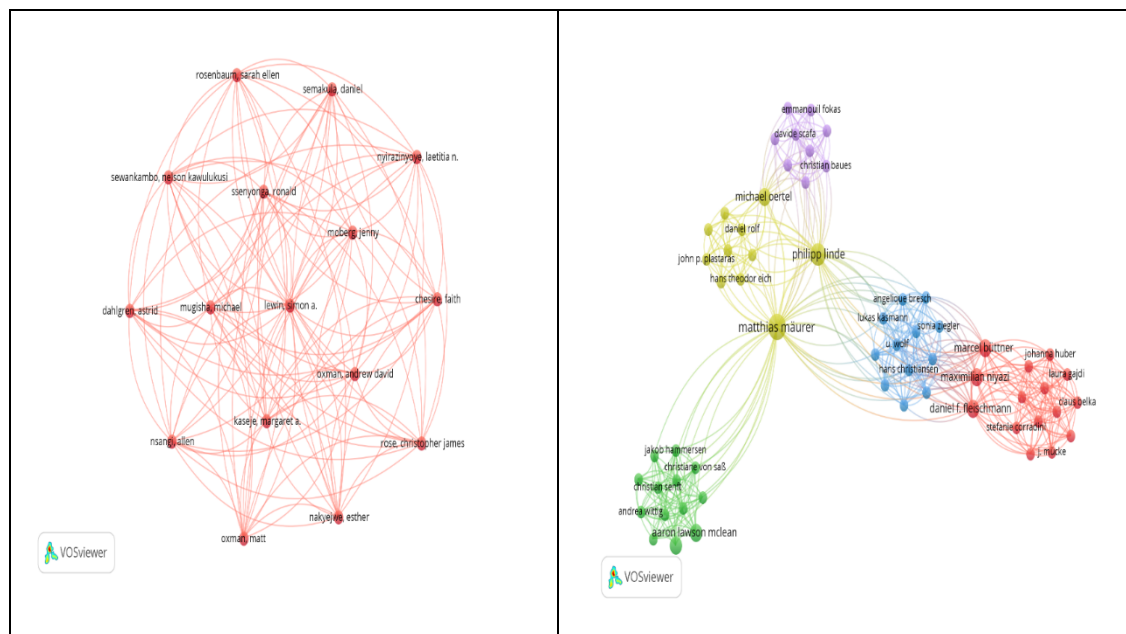 rosenbaum, sarah ellen
semakula, daniel
nyirazinyoye, laetitia n.
sewankambo, nelson kawulukusi
ssenyonga, ronald
moberg, jenny
chesire, faith
lewin, simon a.
mugisha, michael
dahlgren, astrid
oxman, andrew david
kaseje, margaret a.
nsangi, allen
rose, christopher james
nakyejwe, esther
oxman, matt
VOSviewer
emmanouil fokas
davide scafa
christian baues
michael oertel
daniel rolf
philipp linde
john p. plastaras
hans theodor eich
matthias mäurer
angelique bresch
lukas käsmann
sonja ziegler
u. wolf
hans christiansen
marcel büttner
johanna huber
maximilian niyazi
laura gajdi
claus belka
daniel f. fleischmann
stefanie corradini
j. mücke
jakob hammersen
christiane von saß
christian senft
andrea wittig
aaron lawson mclean
VOSviewer